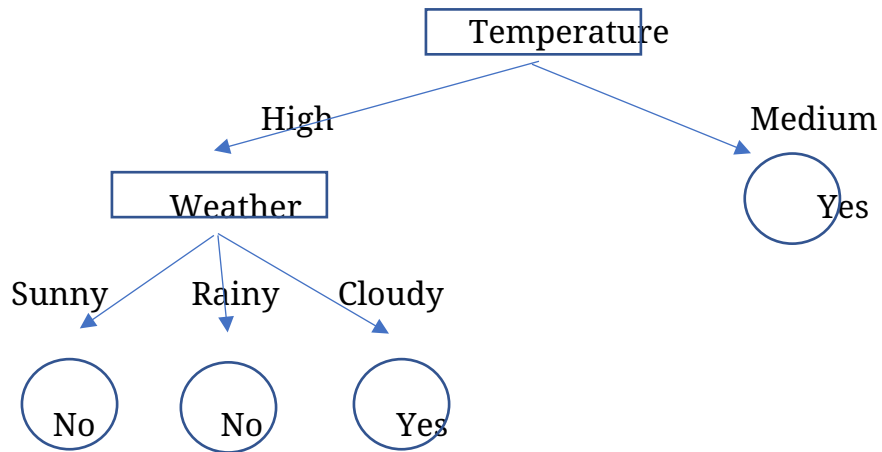 Temperature
High
Medium
Weather
Yes
Sunny
Rainy
Cloudy
No
No
Yes